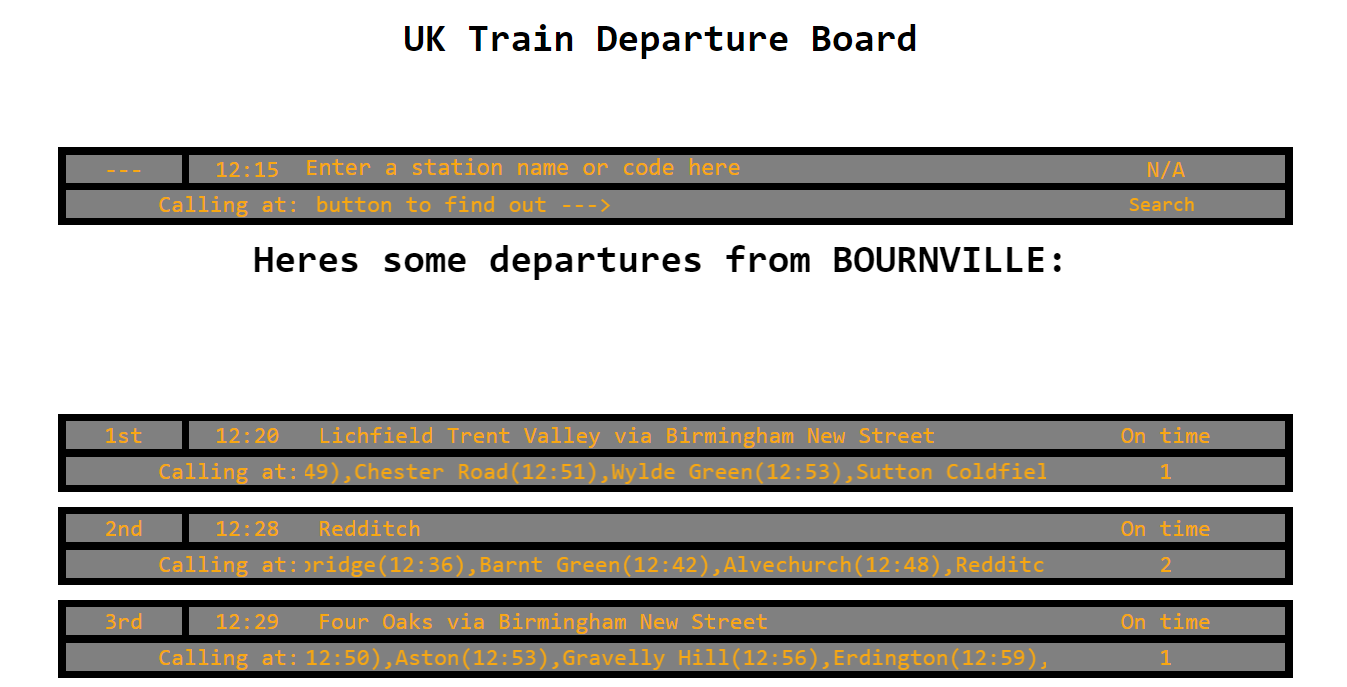 UK Train Departure Board
--- 12:15 Enter a station name or code here N/A
Calling at: button to find out ---> Search
Heres some departures from BOURNVILLE:
1st 12:20 Lichfield Trent Valley via Birmingham New Street On time
Calling at: 49),Chester Road(12:51),Wylde Green(12:53),Sutton Coldfiel 1
2nd 12:28 Redditch On time
Calling at: ridge(12:36),Barnt Green(12:42),Alvechurch(12:48),Redditc 2
3rd 12:29 Four Oaks via Birmingham New Street On time
Calling at: 12:50),Aston(12:53),Gravelly Hill(12:56),Erdington(12:59), 1